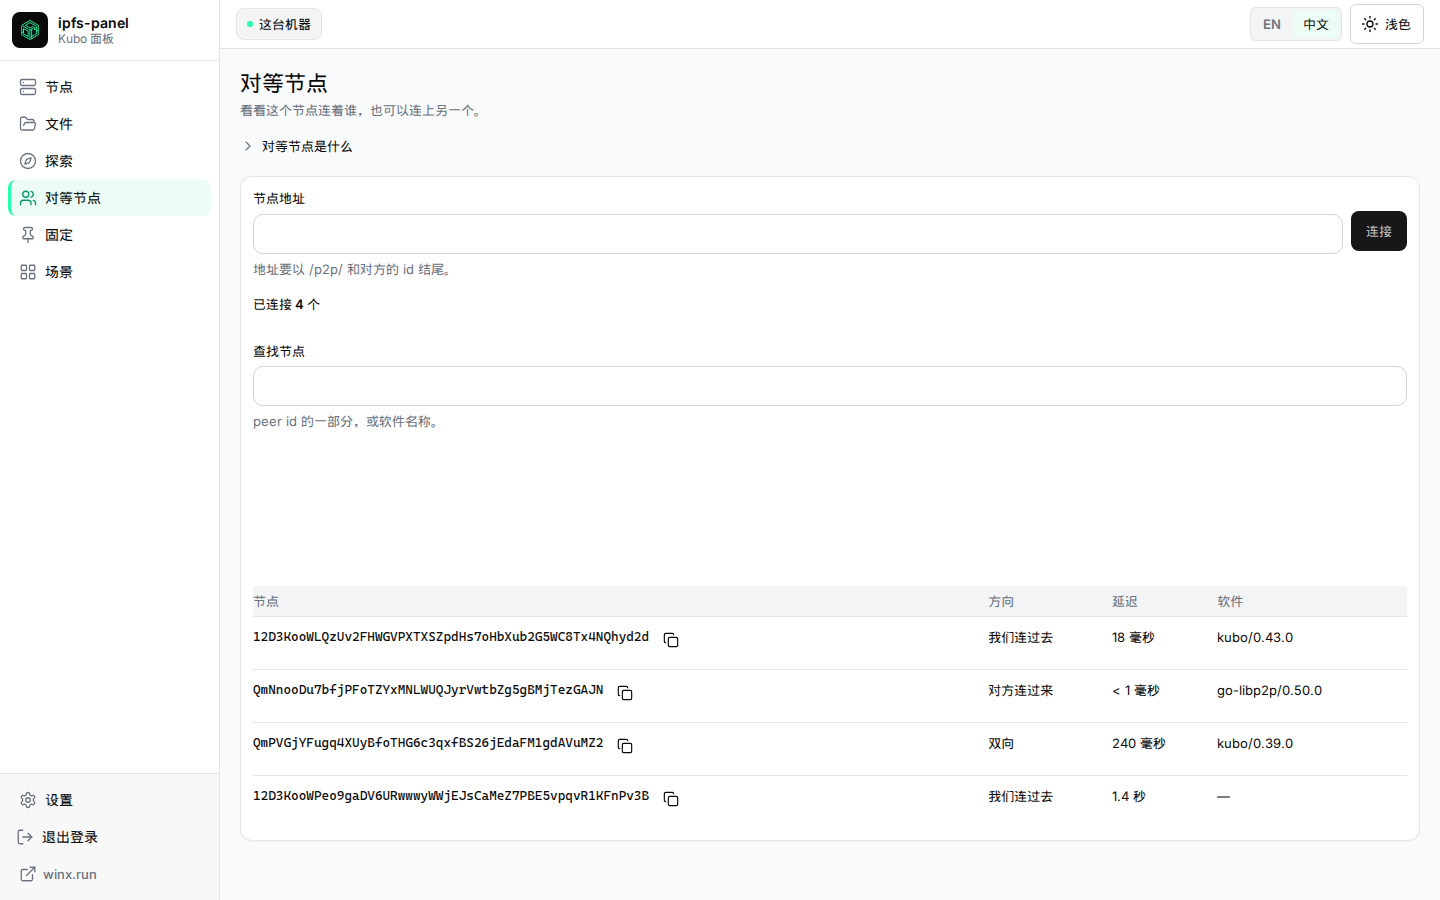 ipfs-panel
Kubo 面板
节点
文件
探索
对等节点
固定
场景
设置
退出登录
winx.run
这台机器
EN 中文 浅色
对等节点
看看这个节点连着谁，也可以连上另一个。
对等节点是什么
节点地址
连接
地址要以 /p2p/ 和对方的 id 结尾。
已连接 4 个
查找节点
peer id 的一部分，或软件名称。
节点 方向 延迟 软件
12D3KooWLQzUv2FHWGVPXTXSZpdHs7oHbXub2G5WC8Tx4NQhyd2d 我们连过去 18 毫秒 kubo/0.43.0
QmNnooDu7bfjPFoTZYxMNLWUQJyrVwtbZg5gBMjTezGAJN 对方连过来 < 1 毫秒 go-libp2p/0.50.0
QmPVGjYFugq4XUyBfoTHG6c3qxfBS26jEdaFM1gdAVuMZ2 双向 240 毫秒 kubo/0.39.0
12D3KooWPeo9gaDV6URwwwyWWjEJsCaMeZ7PBE5vpqvR1KFnPv3B 我们连过去 1.4 秒 —